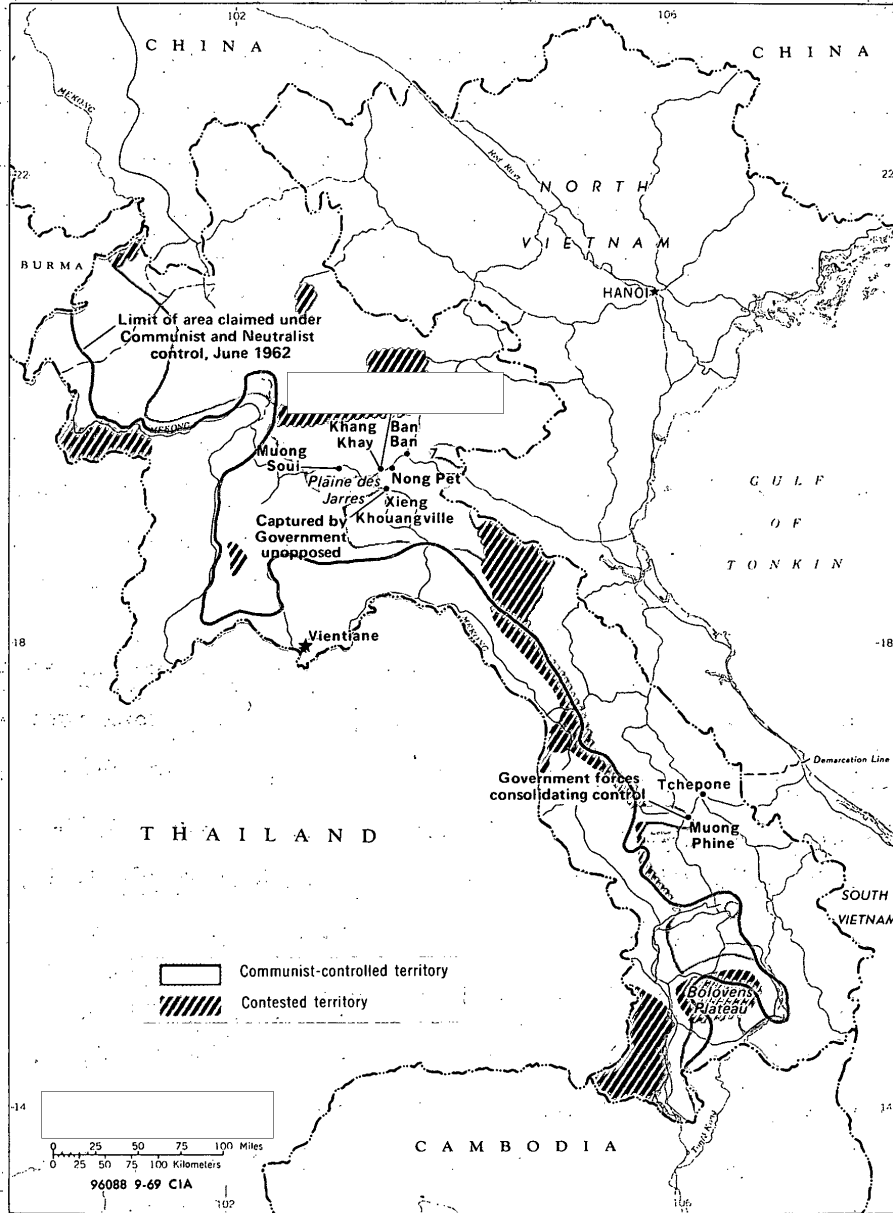 102
106
CHINA
CHINA
MEKONG
22
22
Red River
NORTH
VIETNAM
BURMA
HANOI
Limit of area claimed under
Communist and Neutralist
control, June 1962
MEKONG
Khang
Khay
Ban
Ban
Muong
Soui
7
Plaine des
Jarres
Nong Pet
Xieng
Khouangville
Captured by
Government
unopposed
GULF
OF
TONKIN
18
Vientiane
MEKONG
18
Demarcation Line
Government forces
consolidating control
Tchepone
Muong
Phine
THAILAND
SOUTH
VIETNAM
Communist-controlled territory
Contested territory
Bolovens
Plateau
14
14
0 25 50 75 100 Miles
0 25 50 75 100 Kilometers
CAMBODIA
96088 9-69 CIA
102
106